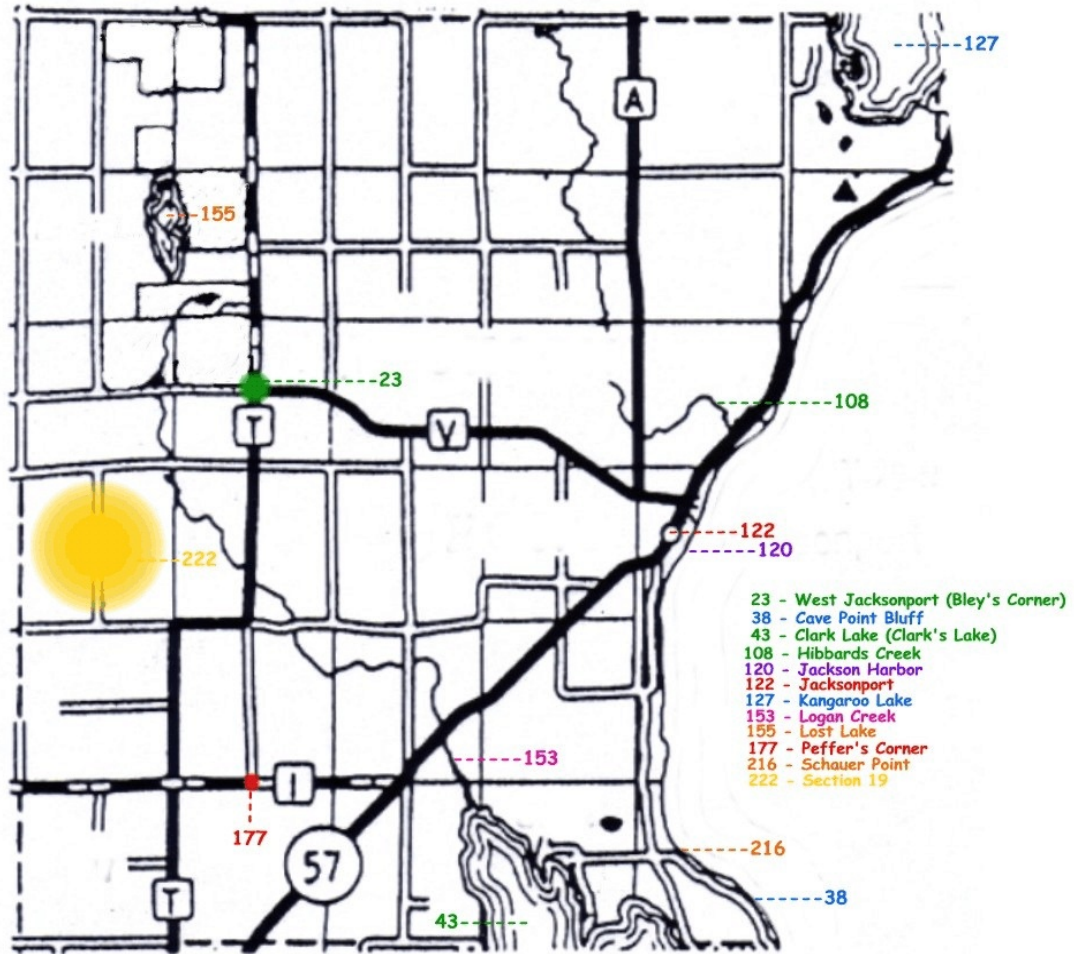 127
A
155
23
108
T
V
122
222
120
23 - West Jacksonport (Bley's Corner)
38 - Cave Point Bluff
43 - Clark Lake (Clark's Lake)
108 - Hibbards Creek
120 - Jackson Harbor
122 - Jacksonport
127 - Kangaroo Lake
153 - Logan Creek
155 - Lost Lake
177 - Peffer's Corner
216 - Schauer Point
222 - Section 19
153
I
177
216
57
38
T
43